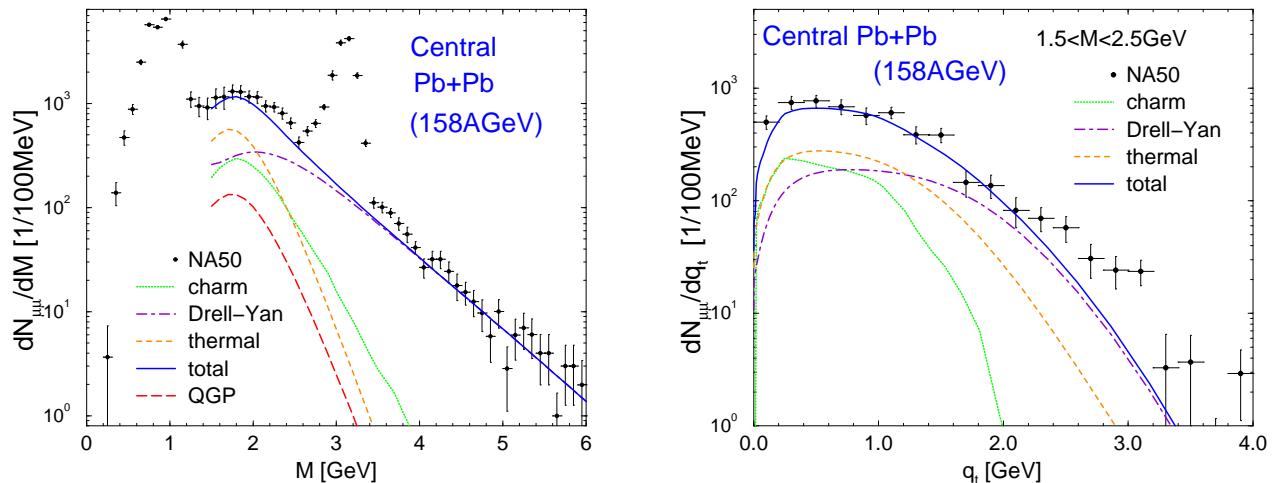 Central
Pb+Pb
(158AGeV)
dN_μμ/dM [1/100MeV]
10^3
10^2
10^1
10^0
NA50
charm
Drell−Yan
thermal
total
QGP
0 1 2 3 4 5 6
M [GeV]
Central Pb+Pb
(158AGeV)
1.5<M<2.5GeV
NA50
charm
Drell−Yan
thermal
total
dN_μμ/dq_t [1/100MeV]
10^3
10^2
10^1
10^0
0.0 1.0 2.0 3.0 4.0
q_t [GeV]